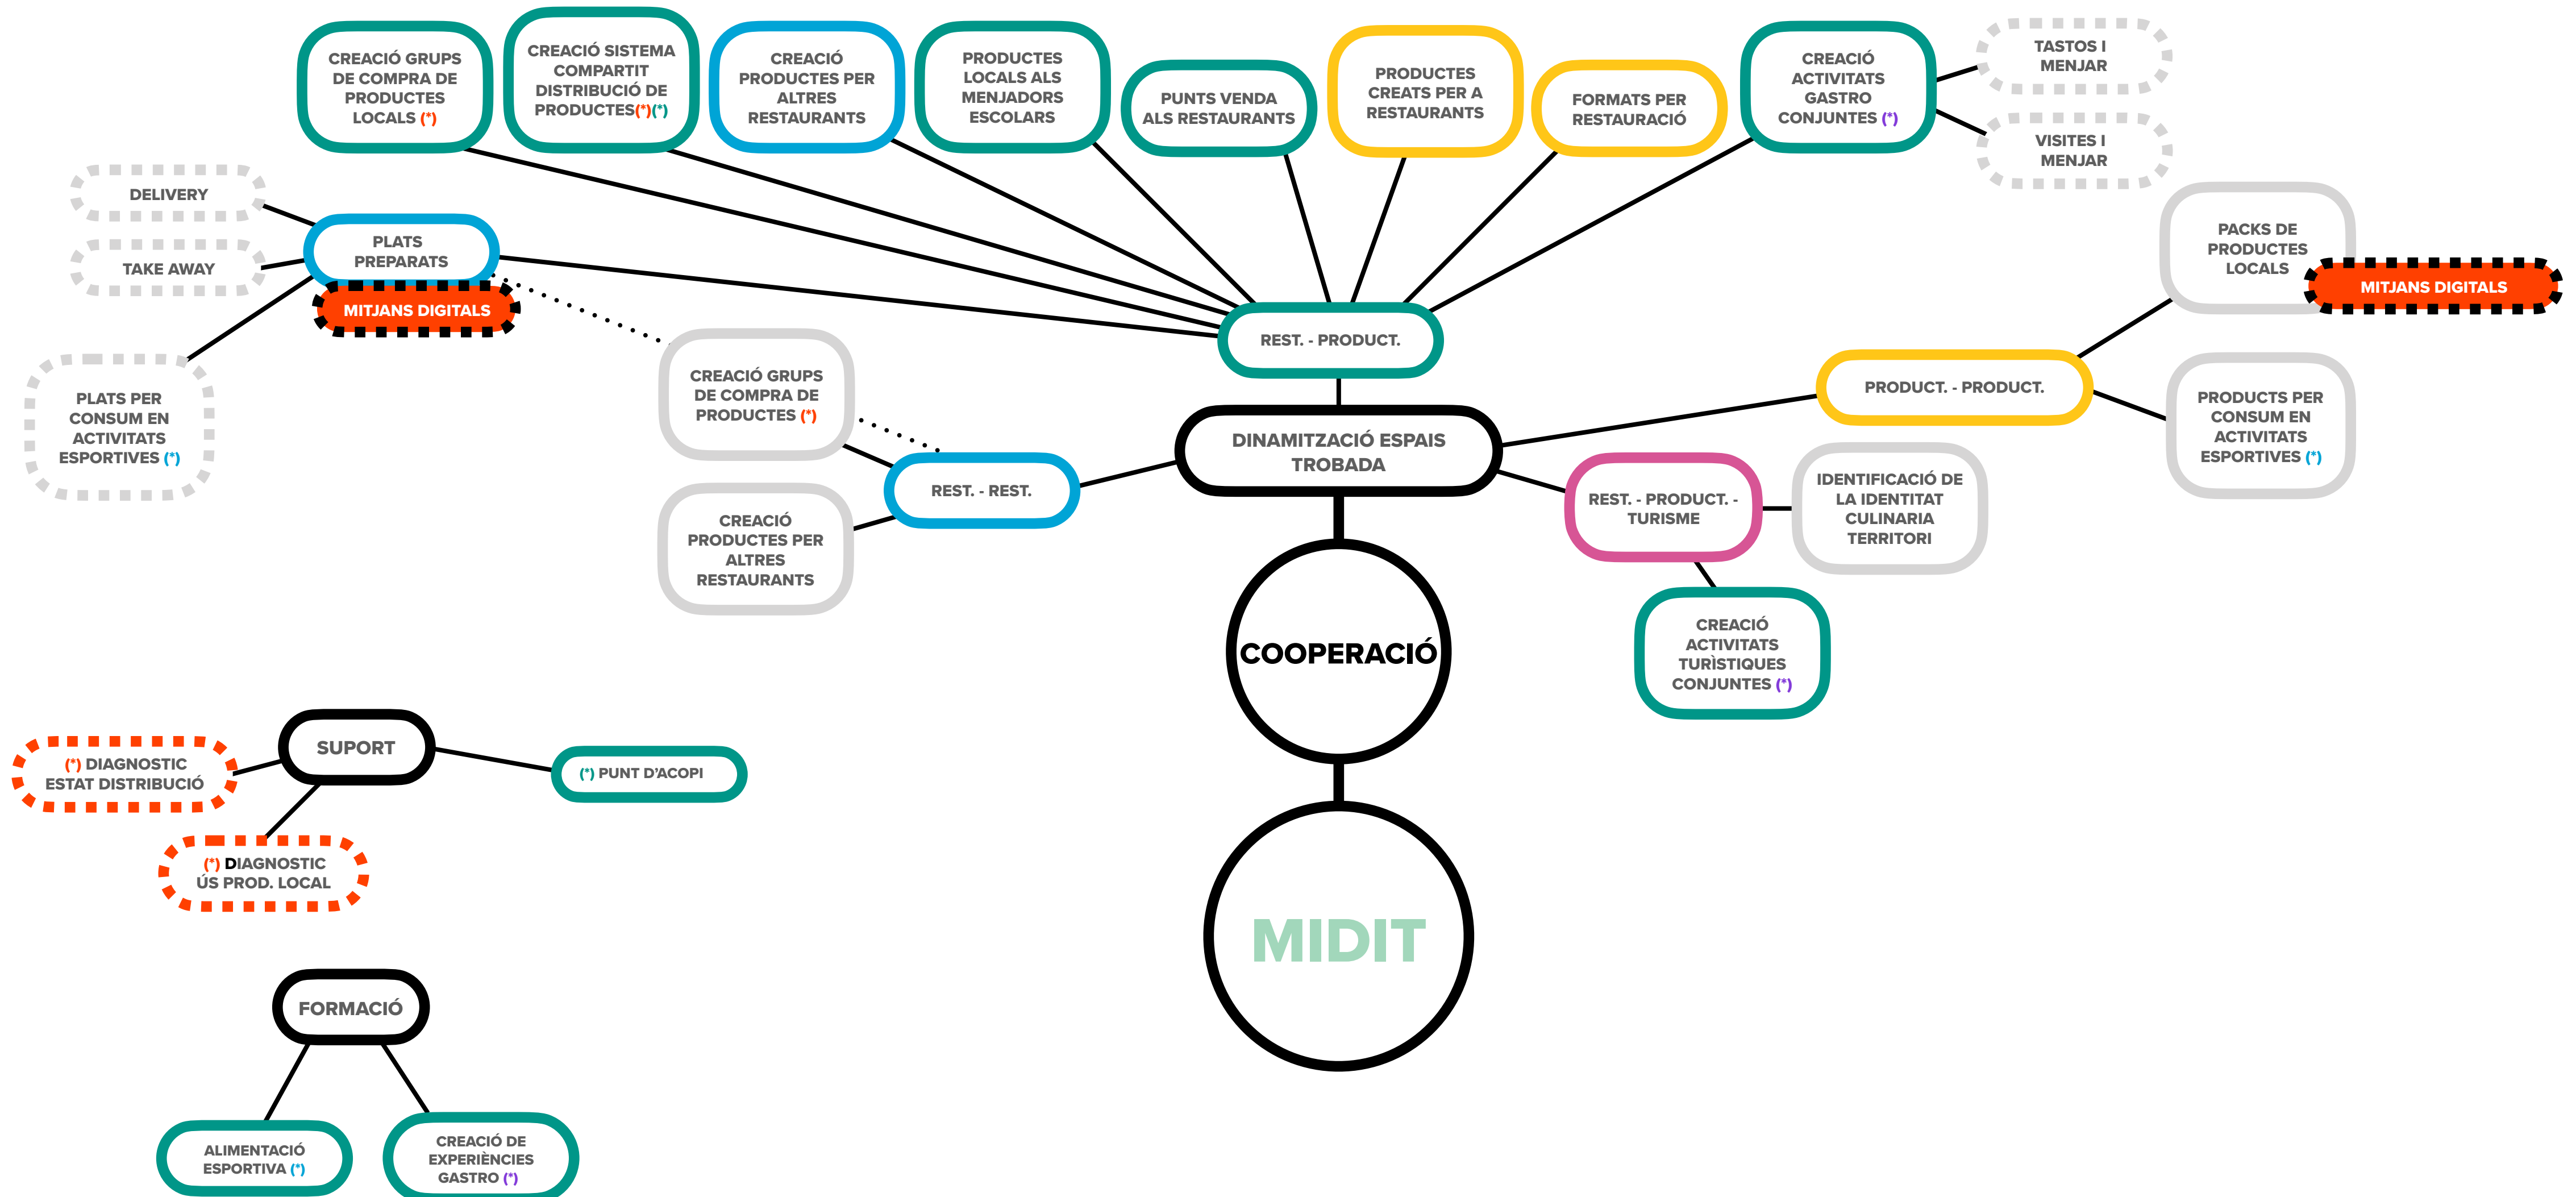 CREACIÓ GRUPS
DE COMPRA DE
PRODUCTES
LOCALS (*)
CREACIÓ SISTEMA
COMPARTIT
DISTRIBUCIÓ DE
PRODUCTES(*)(*)
CREACIÓ
PRODUCTES PER
ALTRES
RESTAURANTS
PRODUCTES
LOCALS ALS
MENJADORS
ESCOLARS
PUNTS VENDA
ALS RESTAURANTS
PRODUCTES
CREATS PER A
RESTAURANTS
FORMATS PER
RESTAURACIÓ
CREACIÓ
ACTIVITATS
GASTRO
CONJUNTES (*)
TASTOS I
MENJAR
VISITES I
MENJAR
DELIVERY
TAKE AWAY
PLATS
PREPARATS
MITJANS DIGITALS
PLATS PER
CONSUM EN
ACTIVITATS
ESPORTIVES (*)
REST. - PRODUCT.
PACKS DE
PRODUCTES
LOCALS
MITJANS DIGITALS
CREACIÓ GRUPS
DE COMPRA DE
PRODUCTES (*)
PRODUCT. - PRODUCT.
PRODUCTS PER
CONSUM EN
ACTIVITATS
ESPORTIVES (*)
DINAMITZACIÓ ESPAIS
TROBADA
REST. - REST.
CREACIÓ
PRODUCTES PER
ALTRES
RESTAURANTS
REST. - PRODUCT. -
TURISME
IDENTIFICACIÓ DE
LA IDENTITAT
CULINARIA
TERRITORI
CREACIÓ
ACTIVITATS
TURÌSTIQUES
CONJUNTES (*)
COOPERACIÓ
SUPORT
(*) DIAGNOSTIC
ESTAT DISTRIBUCIÓ
(*) PUNT D'ACOPI
(*) DIAGNOSTIC
ÚS PROD. LOCAL
MIDIT
FORMACIÓ
ALIMENTACIÓ
ESPORTIVA (*)
CREACIÓ DE
EXPERIÈNCIES
GASTRO (*)